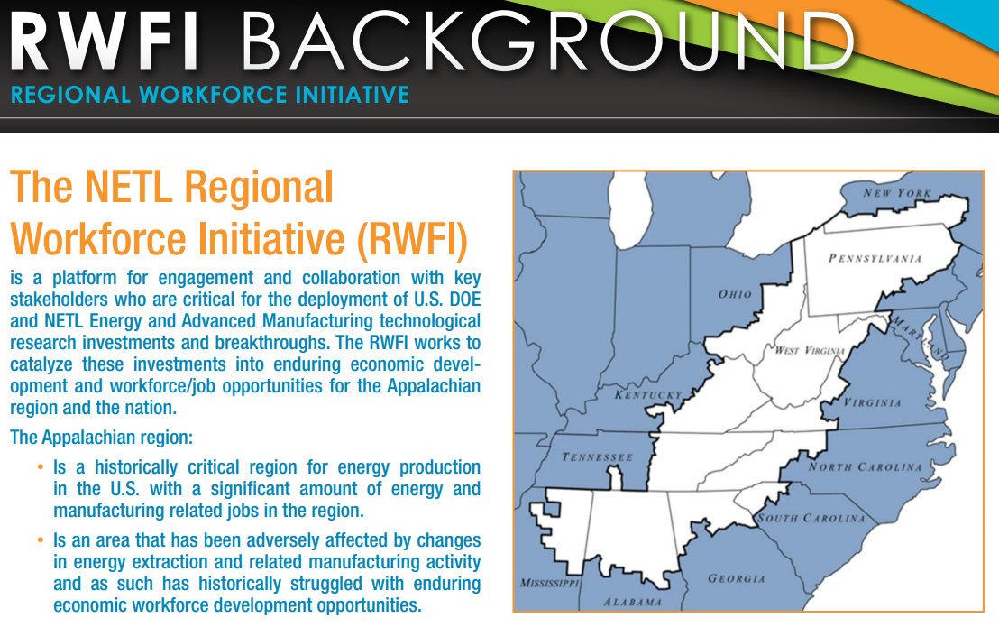 RWFI BACKGROUND
REGIONAL WORKFORCE INITIATIVE
The NETL Regional
Workforce Initiative (RWFI)
is a platform for engagement and collaboration with key
stakeholders who are critical for the deployment of U.S. DOE
and NETL Energy and Advanced Manufacturing technological
research investments and breakthroughs. The RWFI works to
catalyze these investments into enduring economic devel-
opment and workforce/job opportunities for the Appalachian
region and the nation.
The Appalachian region:
• Is a historically critical region for energy production
in the U.S. with a significant amount of energy and
manufacturing related jobs in the region.
• Is an area that has been adversely affected by changes
in energy extraction and related manufacturing activity
and as such has historically struggled with enduring
economic workforce development opportunities.
NEW YORK
PENNSYLVANIA
OHIO
MARYLAND
WEST VIRGINIA
KENTUCKY
VIRGINIA
TENNESSEE
NORTH CAROLINA
SOUTH CAROLINA
MISSISSIPPI
ALABAMA
GEORGIA